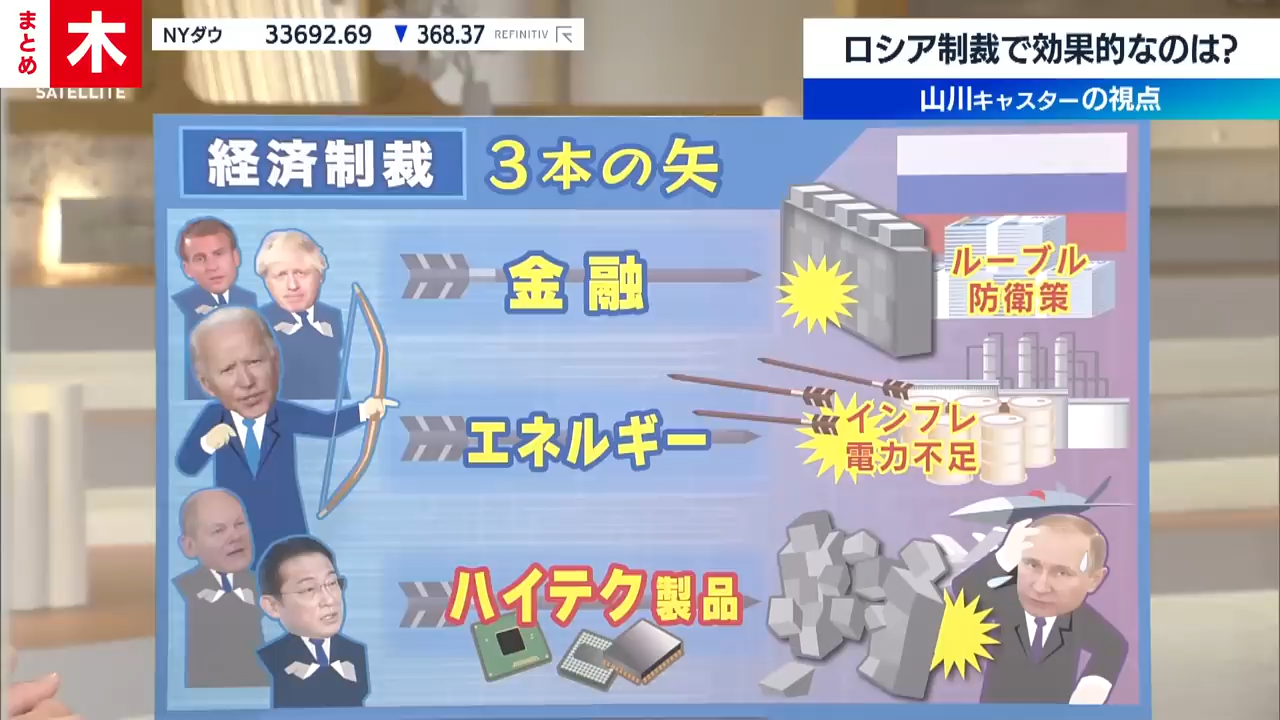 まとめ
木
NYダウ 33692.69 ▼ 368.37 REFINITIV
SATELLITE
ロシア制裁で効果的なのは?
山川キャスターの視点
経済制裁 3本の矢
金融
ルーブル
防衛策
エネルギー
インフレ
電力不足
ハイテク製品